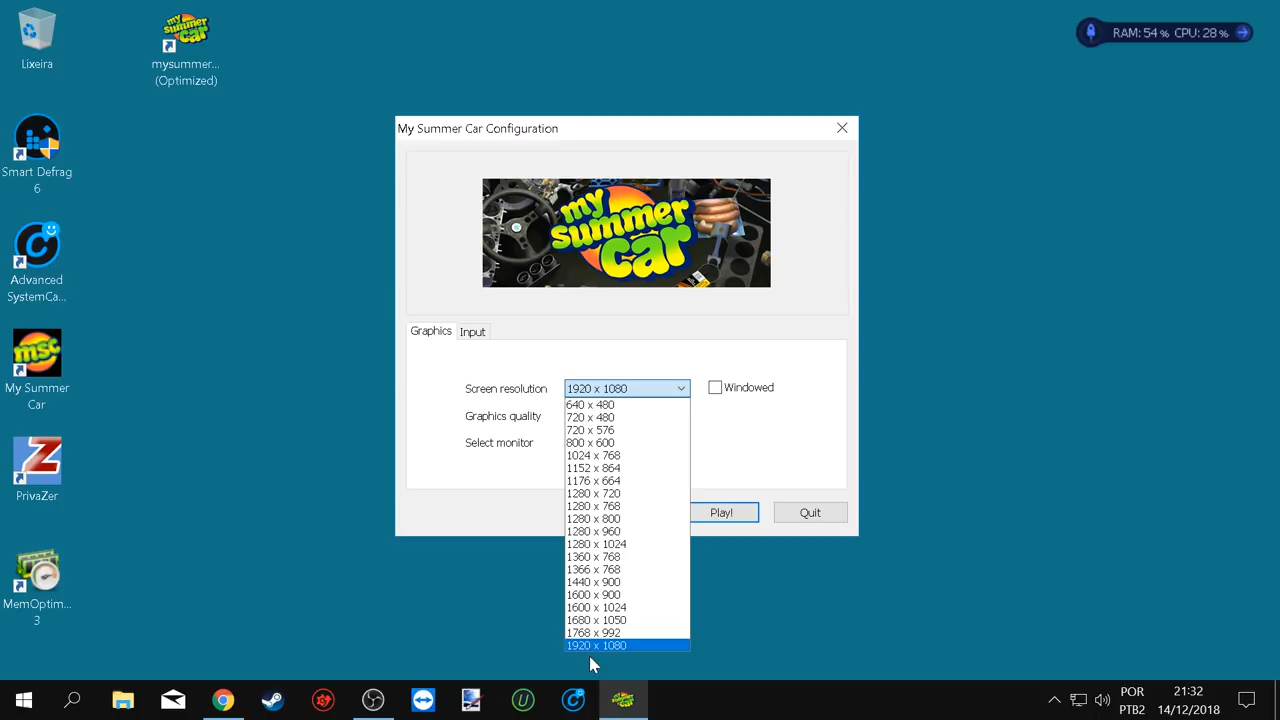 Lixeira
mysummer...
(Optimized)
RAM: 54 % CPU: 28 %
Smart Defrag
6
Advanced
SystemCa...
msc
My Summer
Car
PrivaZer
MemOptim...
3
My Summer Car Configuration
my
summer
car
Graphics
Input
Screen resolution
1920 x 1080
Windowed
640 x 480
720 x 480
Graphics quality
720 x 576
Select monitor
800 x 600
1024 x 768
1152 x 864
1176 x 664
1280 x 720
1280 x 768
1280 x 800
1280 x 960
1280 x 1024
1360 x 768
1366 x 768
1440 x 900
1600 x 900
1600 x 1024
1680 x 1050
1768 x 992
1920 x 1080
Play!
Quit
POR
PTB2
21:32
14/12/2018